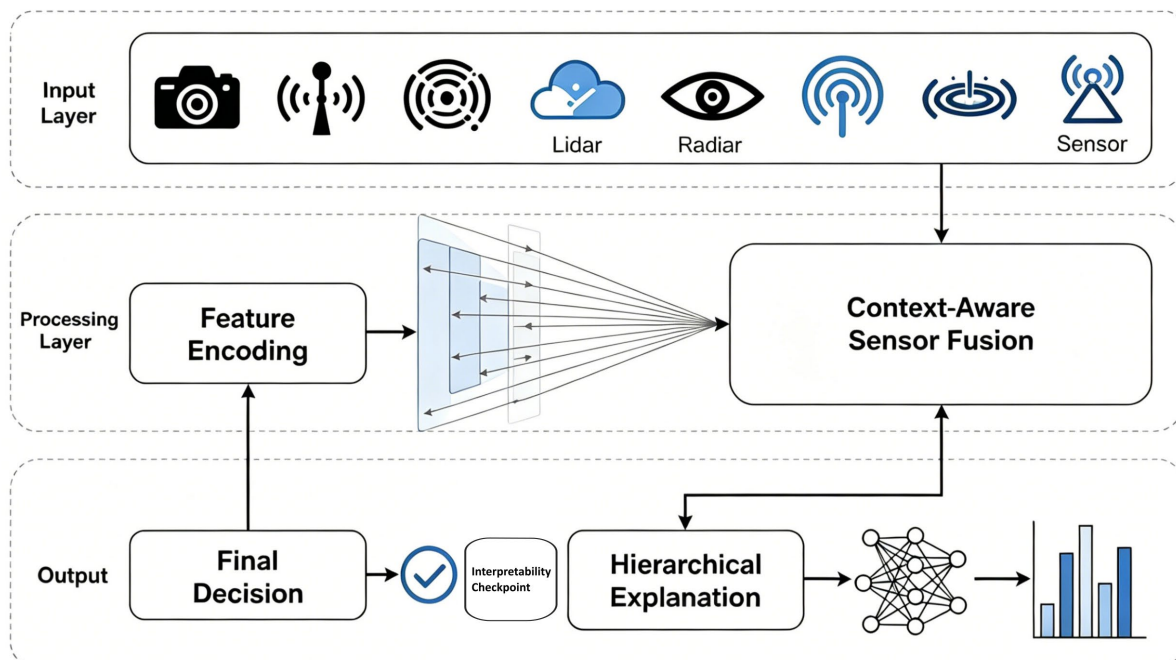 Input
Layer
Lidar
Radiar
Sensor
Processing
Layer
Feature
Encoding
Context-Aware
Sensor Fusion
Output
Final
Decision
Interpretability
Checkpoint
Hierarchical
Explanation